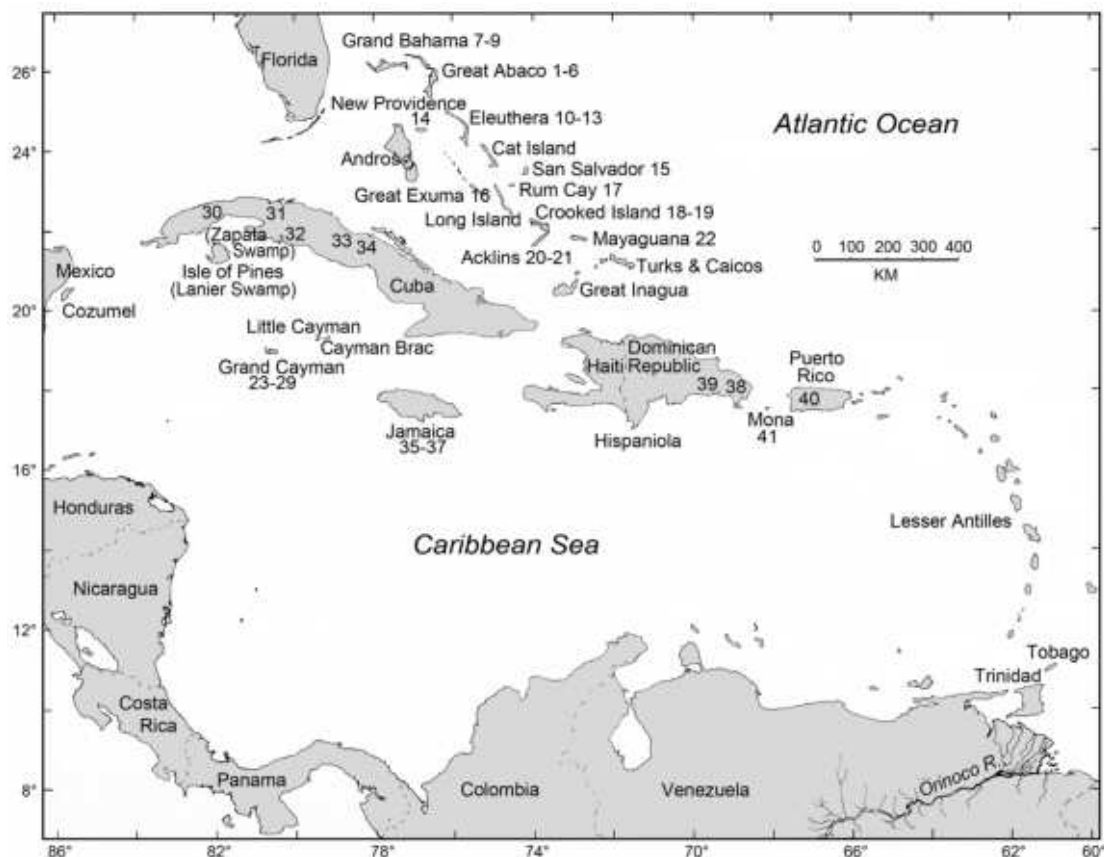 Grand Bahama 7-9
Florida
Great Abaco 1-6
26°
New Providence
14
Eleuthera 10-13
Atlantic Ocean
24°
Cat Island
Andros
San Salvador 15
Great Exuma 16
Rum Cay 17
30
31
Long Island
Crooked Island 18-19
22°
Zapata
Swamp)
32
33
34
Mayaguana 22
0 100 200 300 400
KM
Acklins 20-21
Mexico
Isle of Pines
(Lanier Swamp)
Turks & Caicos
Cuba
Great Inagua
Cozumel
20°
Little Cayman
Cayman Brac
Dominican
Haiti Republic
Puerto
Rico
Grand Cayman
23-29
39
38
40
18°
Mona
41
Jamaica
35-37
Hispaniola
16°
Honduras
Lesser Antilles
Caribbean Sea
14°
Nicaragua
12°
Tobago
Trinidad
Costa
Rica
10°
Orinoco R.
Panama
Colombia
Venezuela
8°
86° 82° 78° 74° 70° 66° 62° 60°